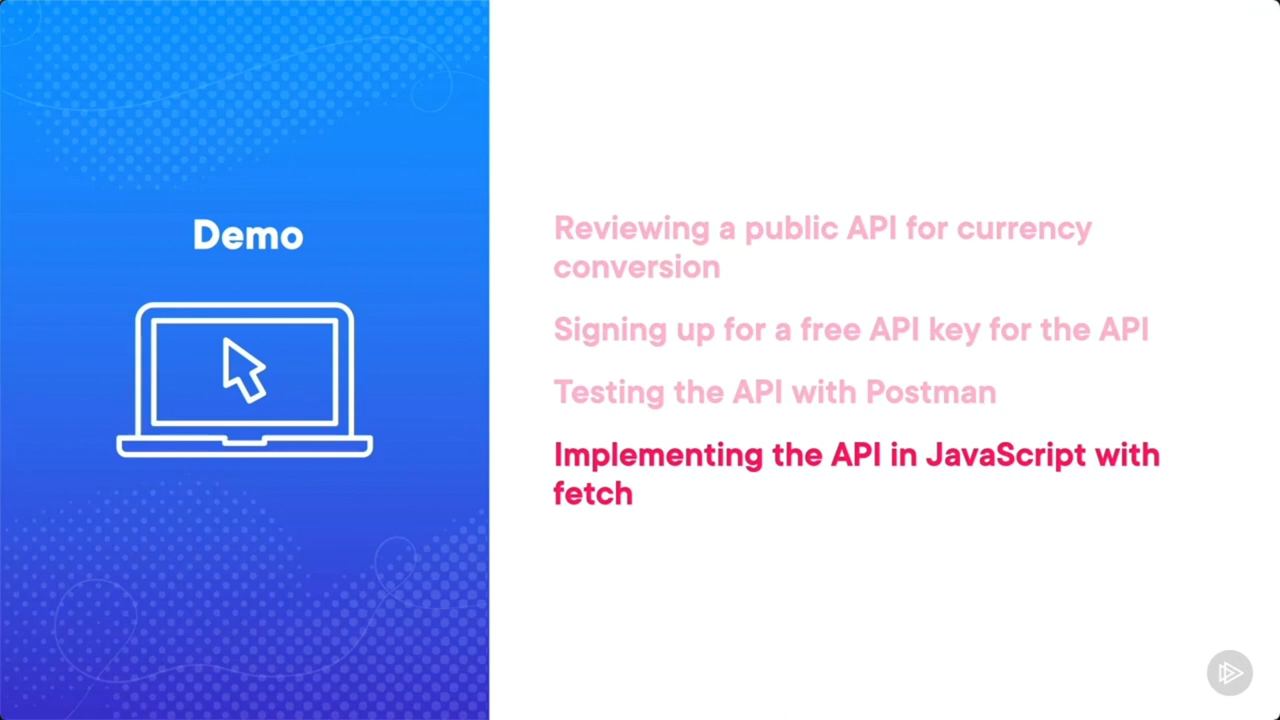 Demo
Reviewing a public API for currency
conversion
Signing up for a free API key for the API
Testing the API with Postman
Implementing the API in JavaScript with
fetch